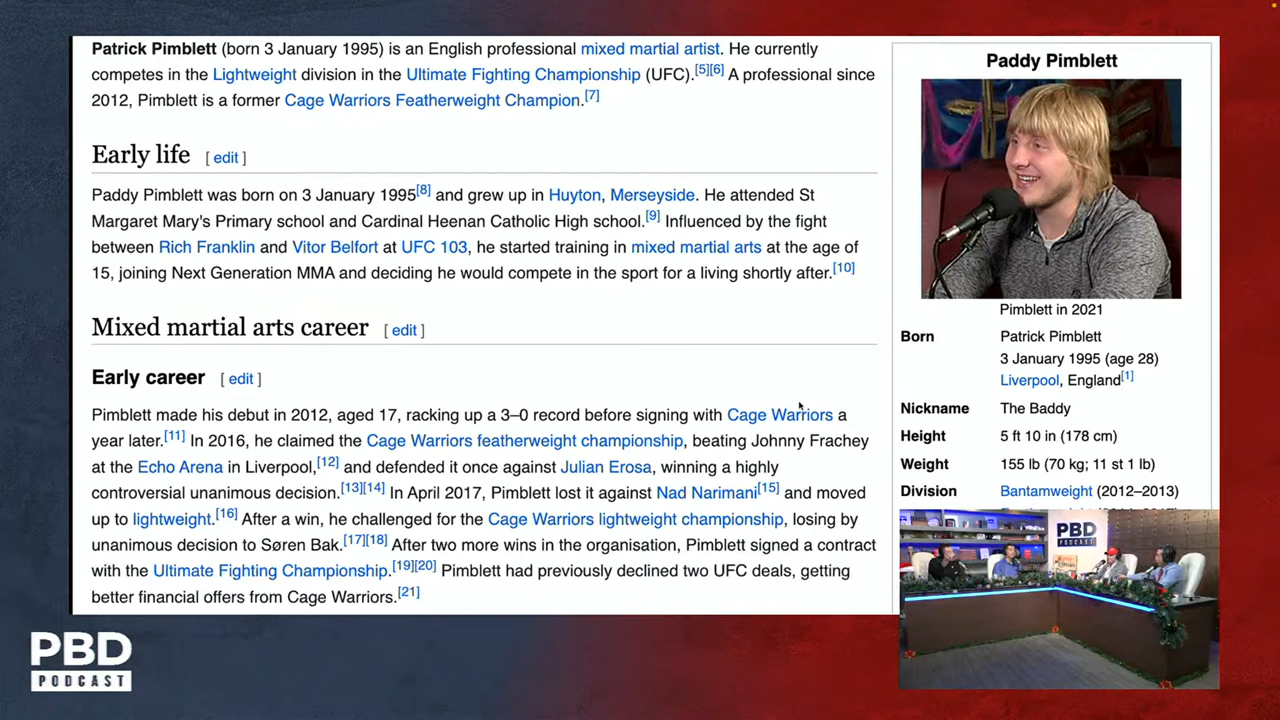 Patrick Pimblett (born 3 January 1995) is an English professional mixed martial artist. He currently
competes in the Lightweight division in the Ultimate Fighting Championship (UFC).[5][6] A professional since
2012, Pimblett is a former Cage Warriors Featherweight Champion.[7]
Early life [ edit ]
Paddy Pimblett was born on 3 January 1995[8] and grew up in Huyton, Merseyside. He attended St
Margaret Mary's Primary school and Cardinal Heenan Catholic High school.[9] Influenced by the fight
between Rich Franklin and Vitor Belfort at UFC 103, he started training in mixed martial arts at the age of
15, joining Next Generation MMA and deciding he would compete in the sport for a living shortly after.[10]
Mixed martial arts career [ edit ]
Early career [ edit ]
Pimblett made his debut in 2012, aged 17, racking up a 3–0 record before signing with Cage Warriors a
year later.[11] In 2016, he claimed the Cage Warriors featherweight championship, beating Johnny Frachey
at the Echo Arena in Liverpool,[12] and defended it once against Julian Erosa, winning a highly
controversial unanimous decision.[13][14] In April 2017, Pimblett lost it against Nad Narimani[15] and moved
up to lightweight.[16] After a win, he challenged for the Cage Warriors lightweight championship, losing by
unanimous decision to Søren Bak.[17][18] After two more wins in the organisation, Pimblett signed a contract
with the Ultimate Fighting Championship.[19][20] Pimblett had previously declined two UFC deals, getting
better financial offers from Cage Warriors.[21]
Paddy Pimblett
Pimblett in 2021
Born Patrick Pimblett
3 January 1995 (age 28)
Liverpool, England[1]
Nickname The Baddy
Height 5 ft 10 in (178 cm)
Weight 155 lb (70 kg; 11 st 1 lb)
Division Bantamweight (2012–2013)
PBD
PODCAST
PBD
PODCAST